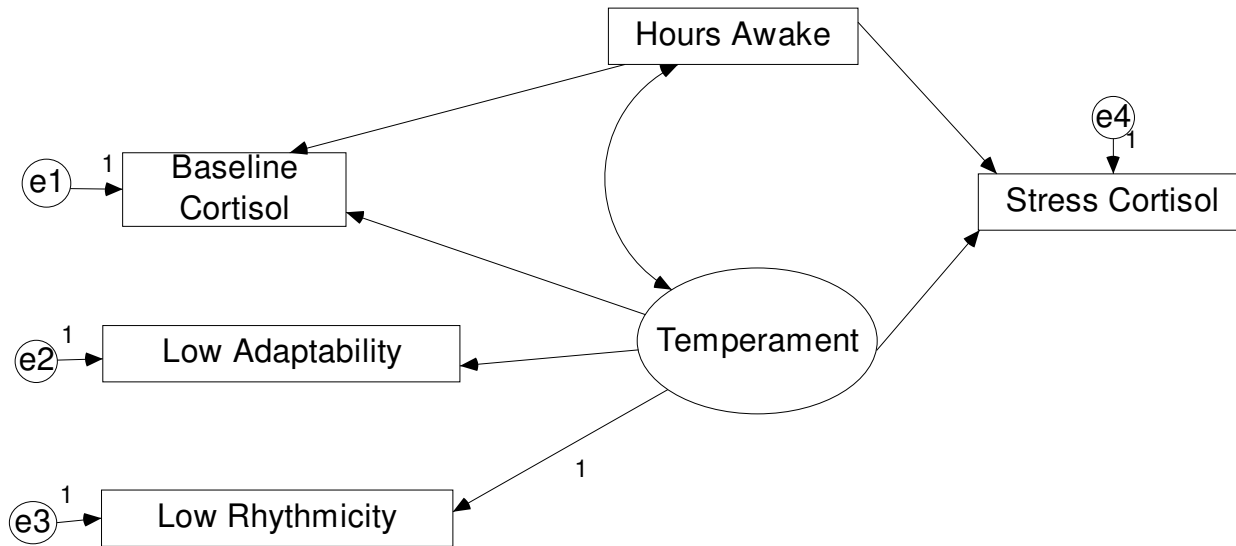 Hours Awake
e4
1
e1
1
Baseline
Cortisol
Stress Cortisol
e2
1
Low Adaptability
Temperament
1
e3
1
Low Rhythmicity